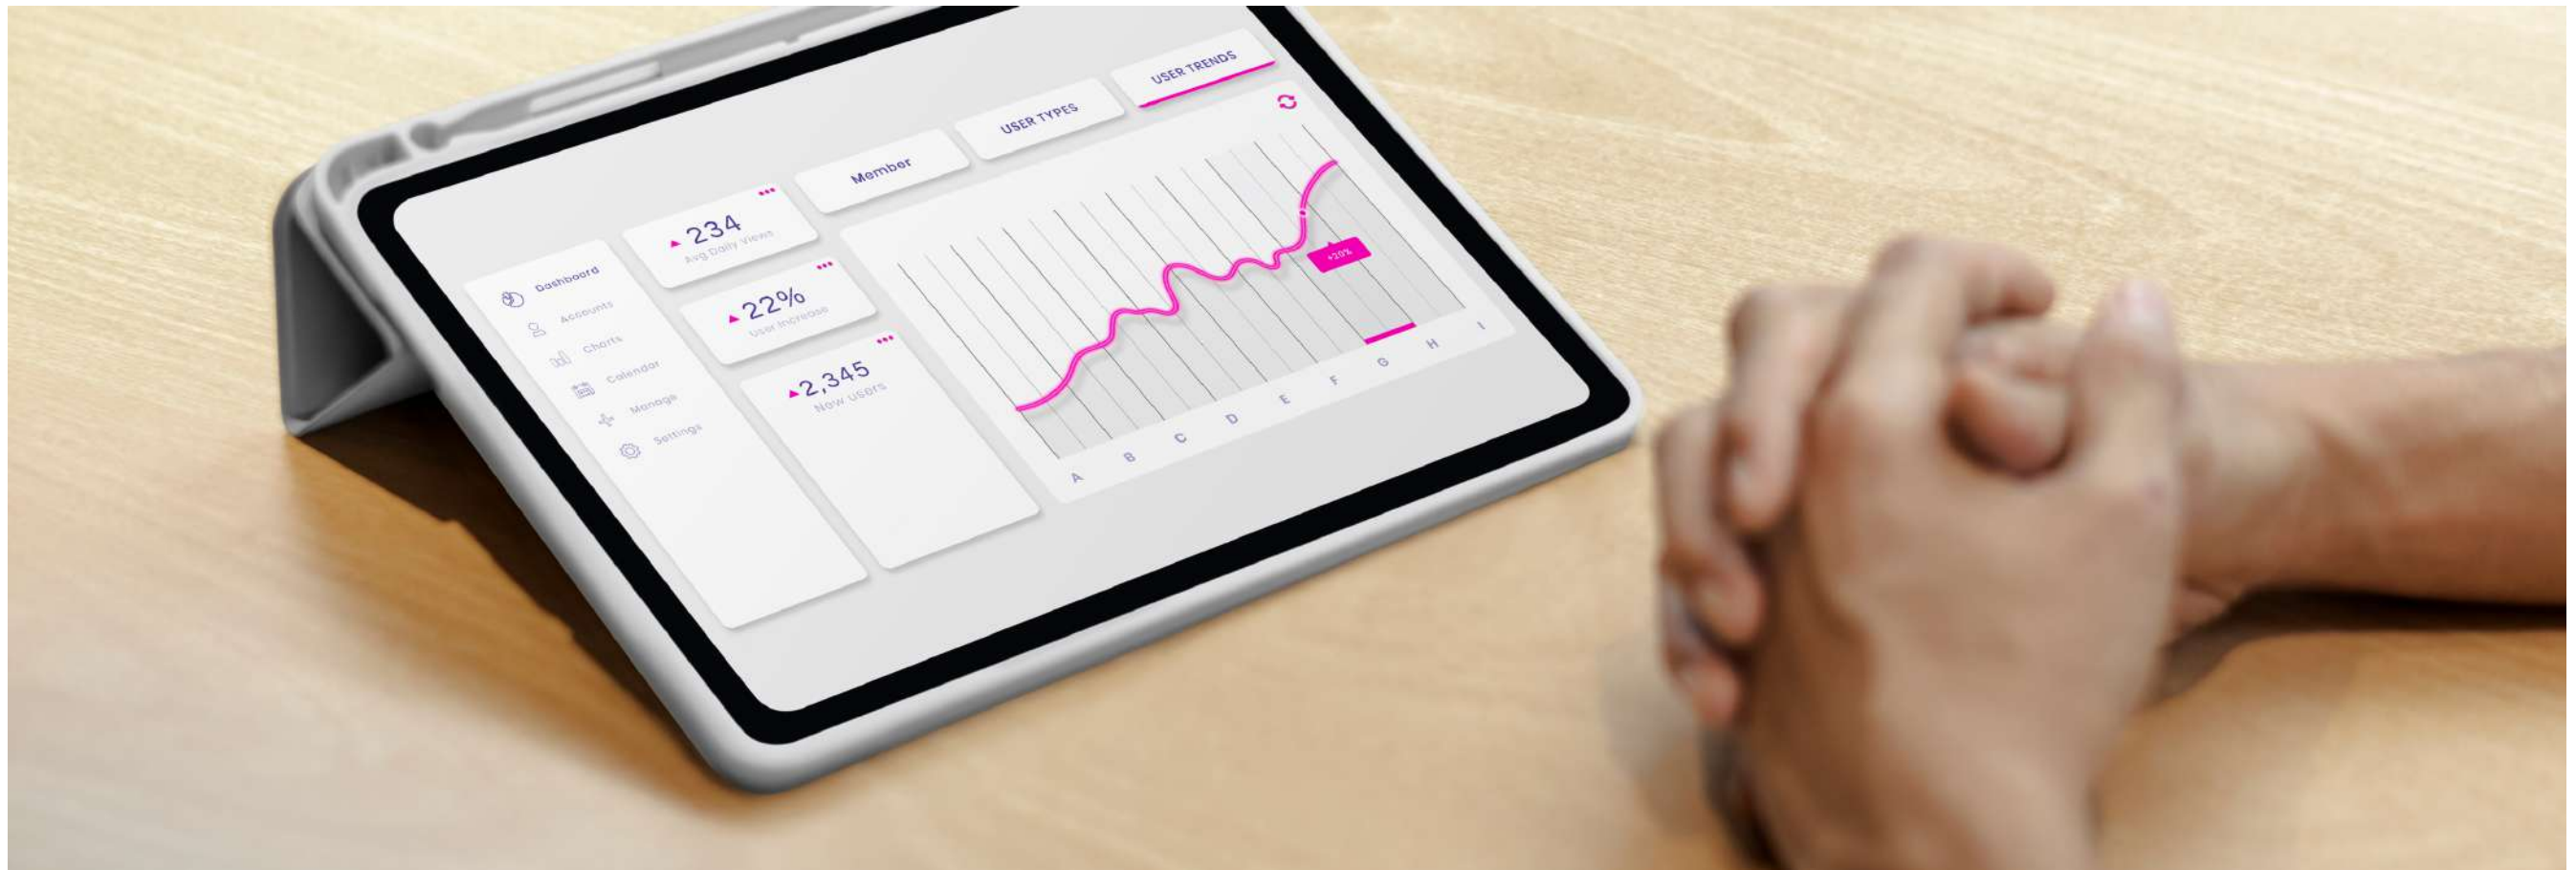 Dashboard
Accounts
Charts
Calendar
Manage
Settings
234
Avg Daily Views
22%
User Increase
2,345
New users
Member
USER TYPES
USER TRENDS
+20%
A B C D E F G H I